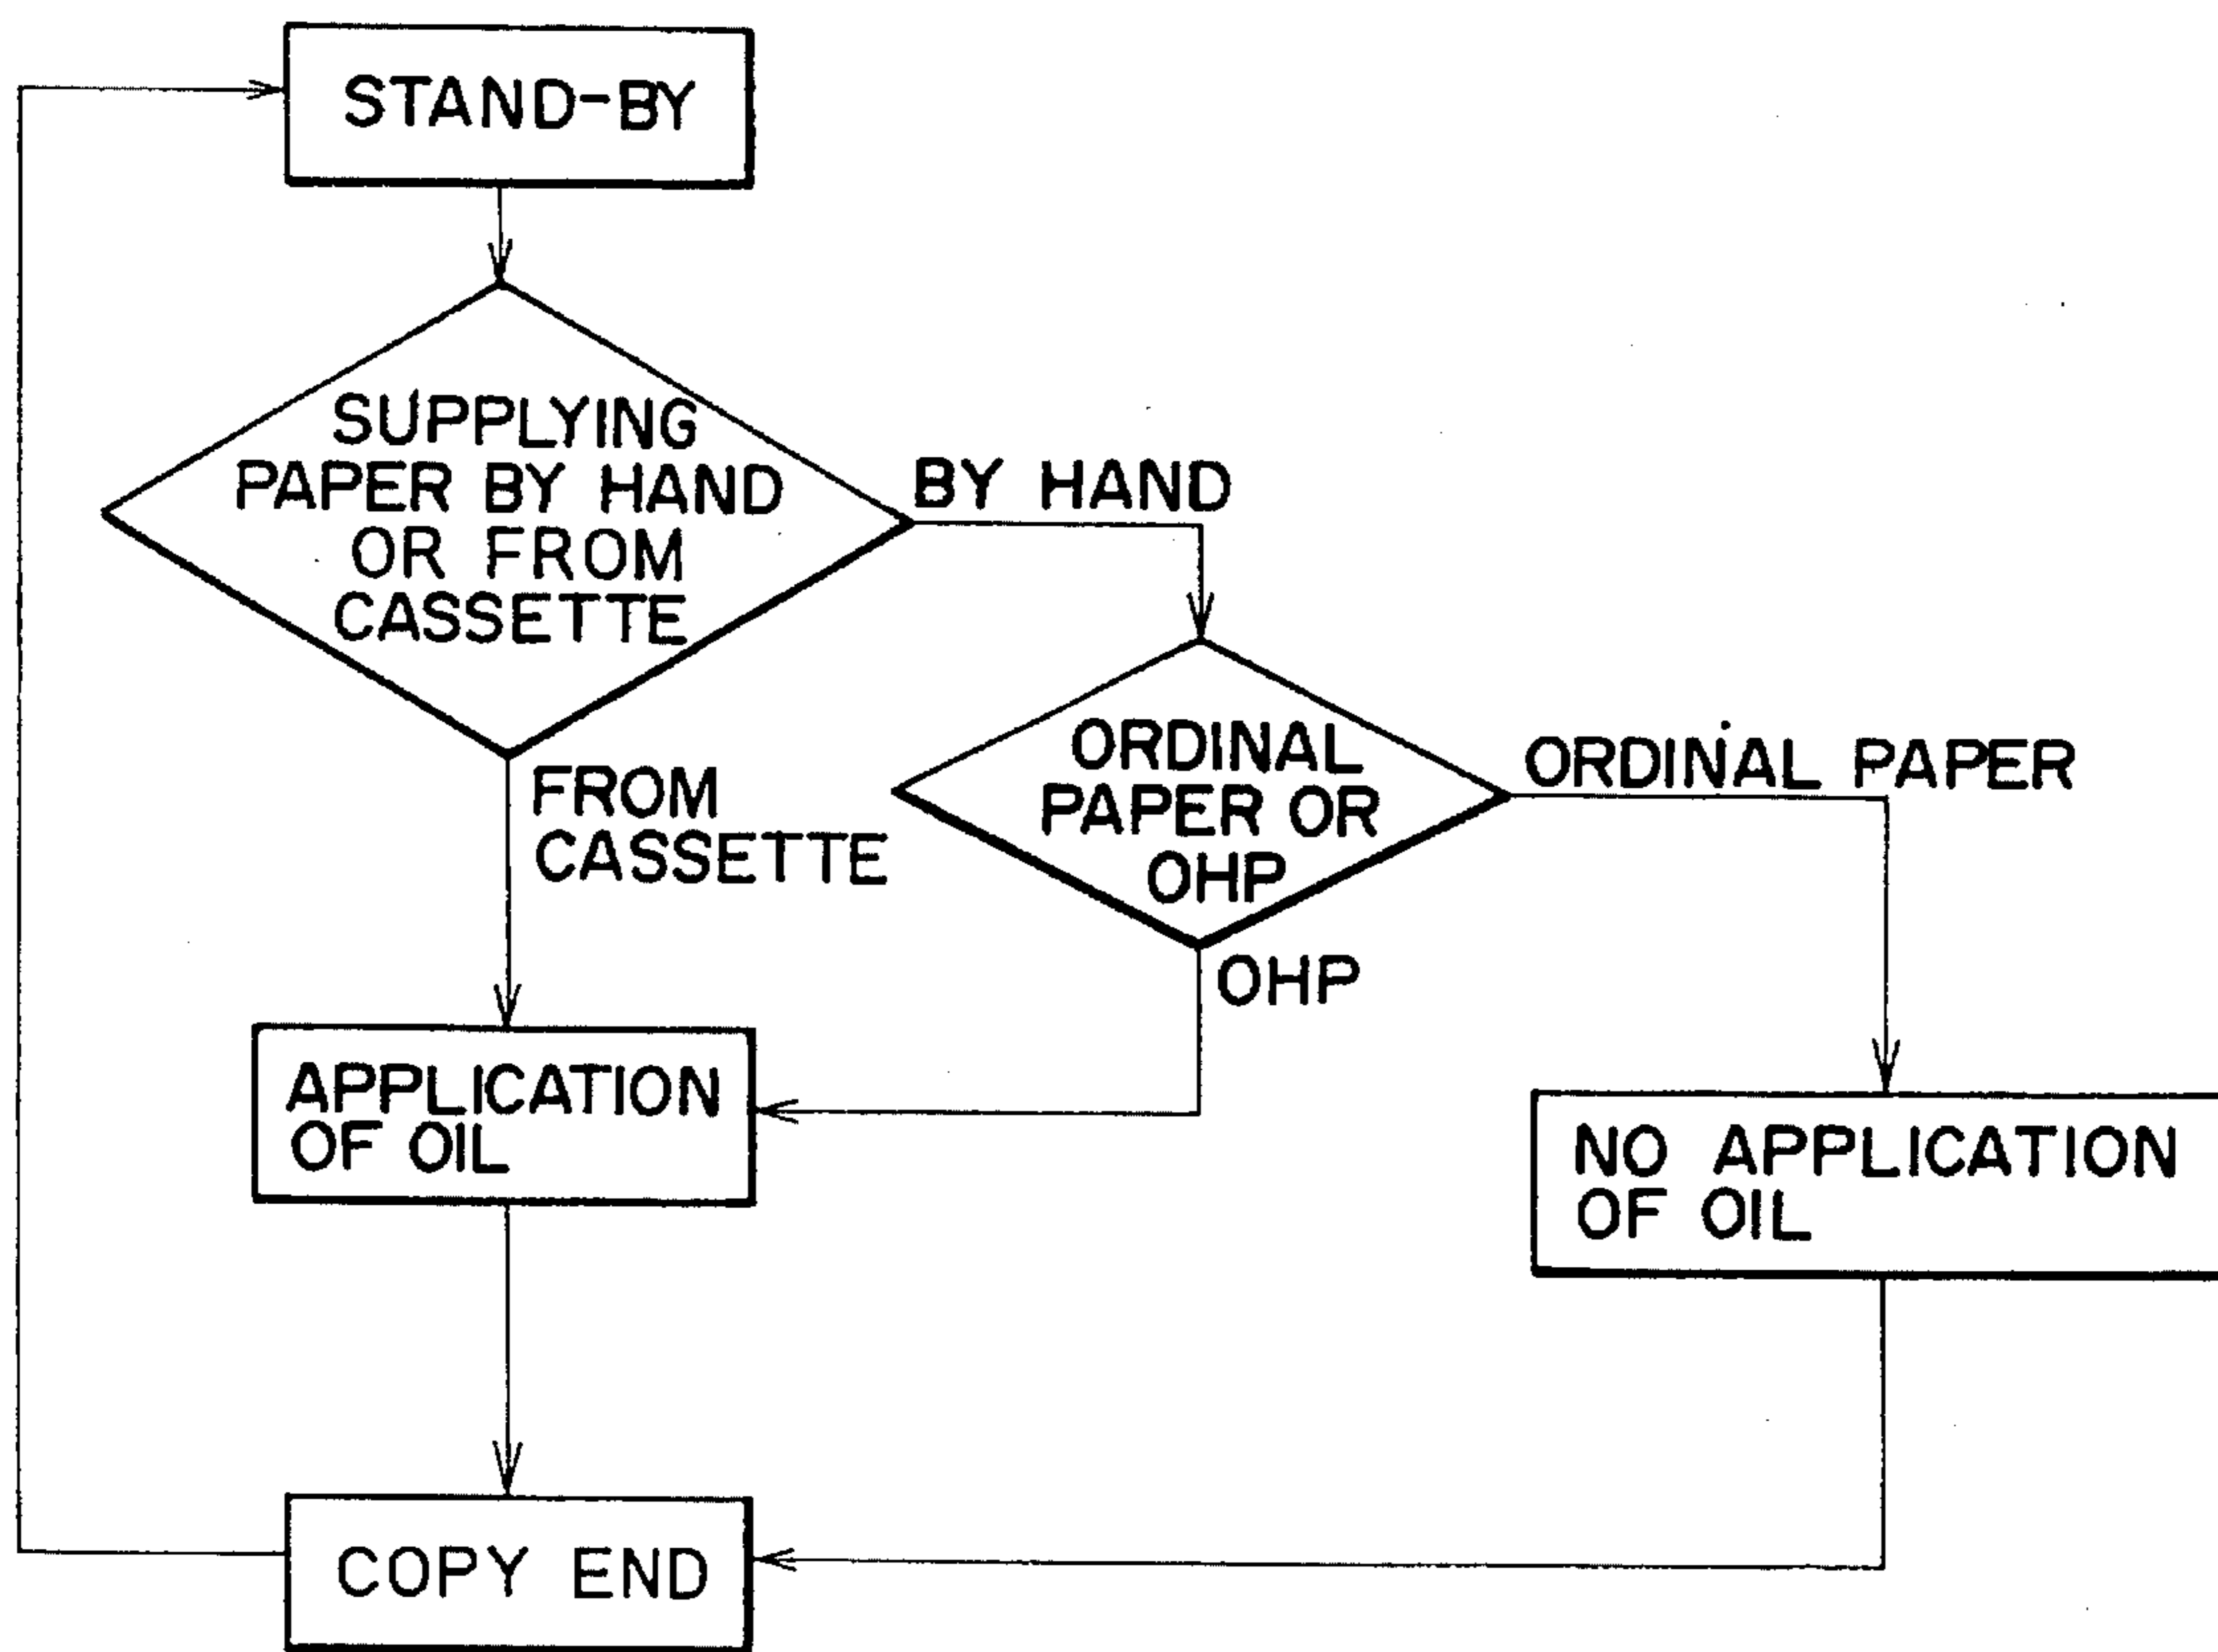 STAND-BY
SUPPLYING
PAPER BY HAND
OR FROM
CASSETTE
BY HAND
FROM
CASSETTE
ORDINAL
PAPER OR
OHP
ORDINAL PAPER
OHP
APPLICATION
OF OIL
NO APPLICATION
OF OIL
COPY END